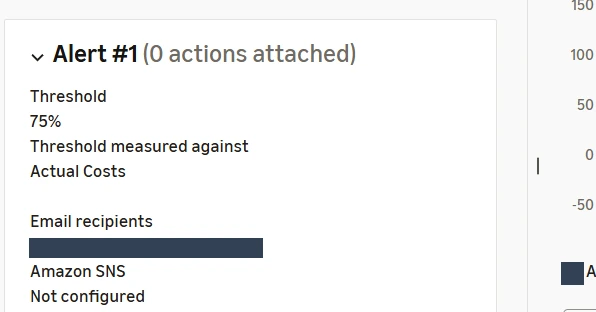 Alert #1 (0 actions attached)
Threshold
75%
Threshold measured against
Actual Costs
Email recipients
Amazon SNS
Not configured
150
100
50
0
-50
A